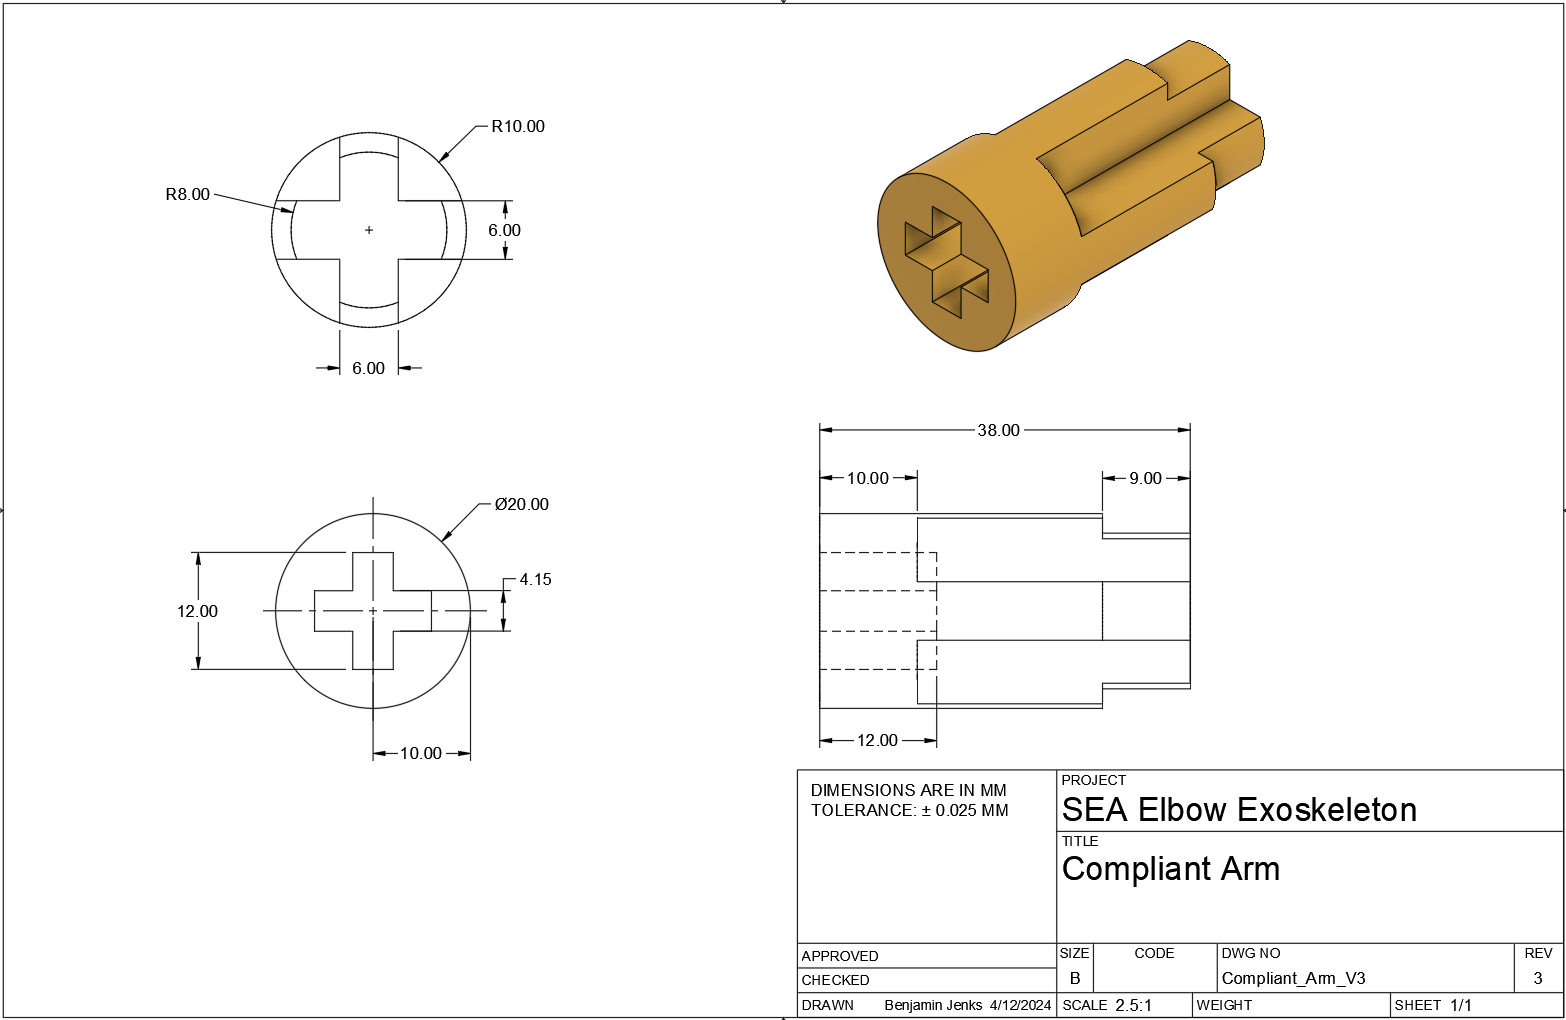 R10.00
R8.00
6.00
6.00
Ø20.00
4.15
12.00
10.00
38.00
10.00
9.00
12.00
DIMENSIONS ARE IN MM
TOLERANCE: ± 0.025 MM
PROJECT
SEA Elbow Exoskeleton
TITLE
Compliant Arm
APPROVED
CHECKED
DRAWN Benjamin Jenks 4/12/2024
SIZE CODE DWG NO REV
B Compliant_Arm_V3 3
SCALE 2.5:1 WEIGHT SHEET 1/1